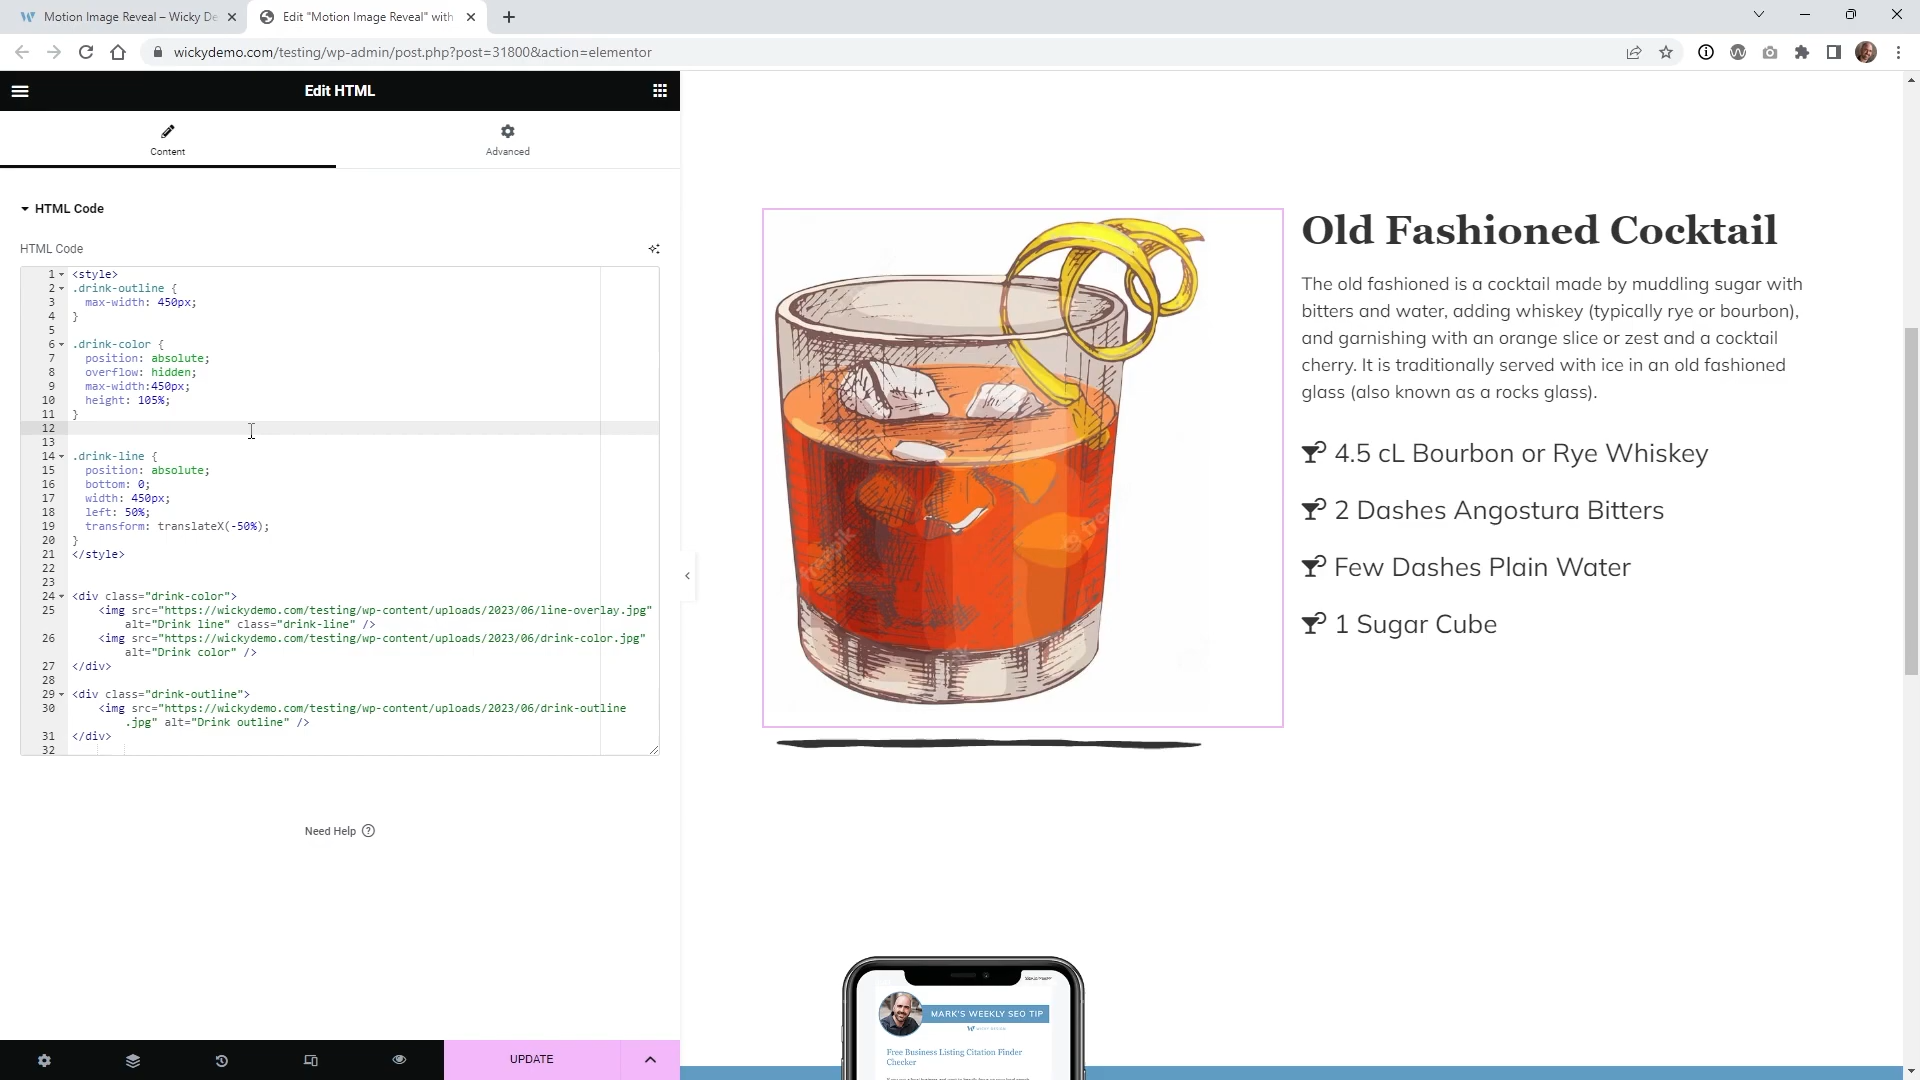 Motion Image Reveal – Wicky De
Edit "Motion Image Reveal" with
wickydemo.com/testing/wp-admin/post.php?post=31800&action=elementor
Edit HTML
Content
Advanced
HTML Code
HTML Code
1 <style>
2 .drink-outline {
3 max-width: 450px;
4 }
5
6 .drink-color {
7 position: absolute;
8 overflow: hidden;
9 max-width:450px;
10 height: 105%;
11 }
12
13
14 .drink-line {
15 position: absolute;
16 bottom: 0;
17 width: 450px;
18 left: 50%;
19 transform: translateX(-50%);
20 }
21 </style>
22
23
24 <div class="drink-color">
25 <img src="https://wickydemo.com/testing/wp-content/uploads/2023/06/line-overlay.jpg"
alt="Drink line" class="drink-line" />
26 <img src="https://wickydemo.com/testing/wp-content/uploads/2023/06/drink-color.jpg"
alt="Drink color" />
27 </div>
28
29 <div class="drink-outline">
30 <img src="https://wickydemo.com/testing/wp-content/uploads/2023/06/drink-outline
.jpg" alt="Drink outline" />
31 </div>
32
Need Help
UPDATE
Old Fashioned Cocktail
The old fashioned is a cocktail made by muddling sugar with
bitters and water, adding whiskey (typically rye or bourbon),
and garnishing with an orange slice or zest and a cocktail
cherry. It is traditionally served with ice in an old fashioned
glass (also known as a rocks glass).
4.5 cL Bourbon or Rye Whiskey
2 Dashes Angostura Bitters
Few Dashes Plain Water
1 Sugar Cube
MARK'S WEEKLY SEO TIP
Free Business Listing Citation Finder
Checker